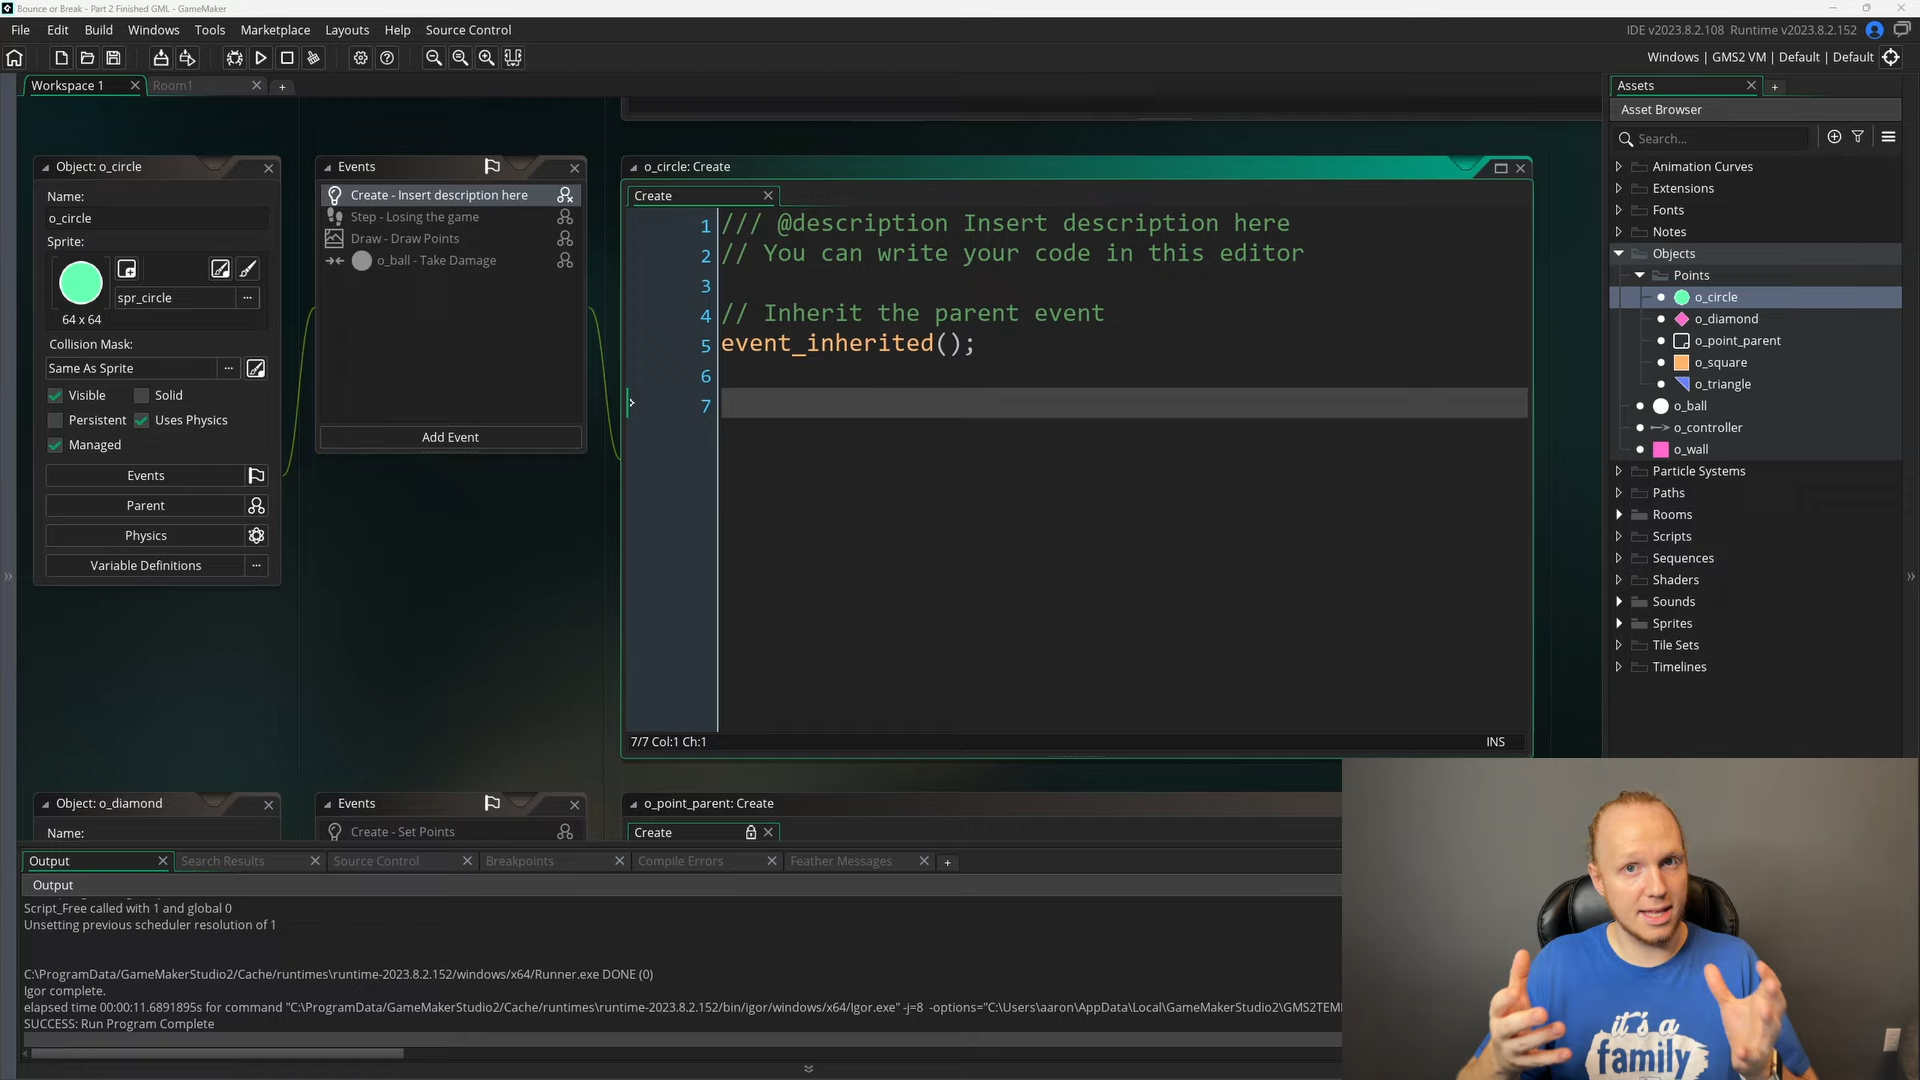 Bounce or Break - Part 2 Finished GML - GameMaker
File Edit Build Windows Tools Marketplace Layouts Help Source Control
IDE v2023.8.2.108 Runtime v2023.8.2.152
Windows | GMS2 VM | Default | Default
Workspace 1
Room1
Object: o_circle
Name:
o_circle
Sprite:
spr_circle
64 x 64
Collision Mask:
Same As Sprite
Visible
Solid
Persistent
Uses Physics
Managed
Events
Parent
Physics
Variable Definitions
Events
Create - Insert description here
Step - Losing the game
Draw - Draw Points
o_ball - Take Damage
Add Event
o_circle: Create
Create
1 /// @description Insert description here
2 // You can write your code in this editor
3
4 // Inherit the parent event
5 event_inherited();
6
7
7/7 Col:1 Ch:1
INS
Assets
Asset Browser
Search...
Animation Curves
Extensions
Fonts
Notes
Objects
Points
o_circle
o_diamond
o_point_parent
o_square
o_triangle
o_ball
o_controller
o_wall
Particle Systems
Paths
Rooms
Scripts
Sequences
Shaders
Sounds
Sprites
Tile Sets
Timelines
Object: o_diamond
Name:
Events
Create - Set Points
o_point_parent: Create
Create
Output
Search Results
Source Control
Breakpoints
Compile Errors
Feather Messages
Output
Script_Free called with 1 and global 0
Unsetting previous scheduler resolution of 1
C:\ProgramData/GameMakerStudio2/Cache/runtimes\runtime-2023.8.2.152/windows/x64/Runner.exe DONE (0)
Igor complete.
elapsed time 00:00:11.6891895s for command "C:\ProgramData/GameMakerStudio2/Cache/runtimes\runtime-2023.8.2.152/bin/igor/windows/x64/Igor.exe" -j=8 -options="C:\Users\aaron\AppData\Local\GameMakerStudio2\GMS2TEMP
SUCCESS: Run Program Complete
it's a
family